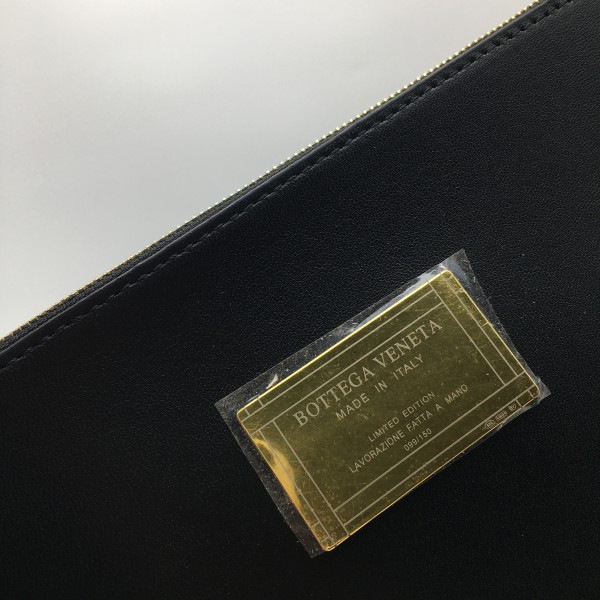 BOTTEGA VENETA
MADE IN ITALY
LIMITED EDITION
LAVORAZIONE FATTA A MANO
099/150